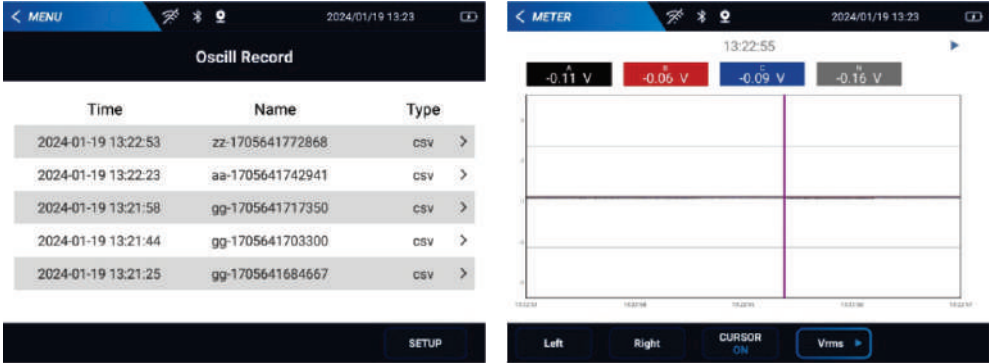 < MENU
2024/01/19 13:23
Oscill Record
Time Name Type
2024-01-19 13:22:53 zz-1705641772868 csv >
2024-01-19 13:22:23 aa-1705641742941 csv >
2024-01-19 13:21:58 gg-1705641717350 csv >
2024-01-19 13:21:44 gg-1705641703300 csv >
2024-01-19 13:21:25 gg-1705641684667 csv >
SETUP
< METER
2024/01/19 13:23
13:22:55
A B C N
-0.11 V -0.06 V -0.09 V -0.16 V
Left Right CURSOR Vrms
ON